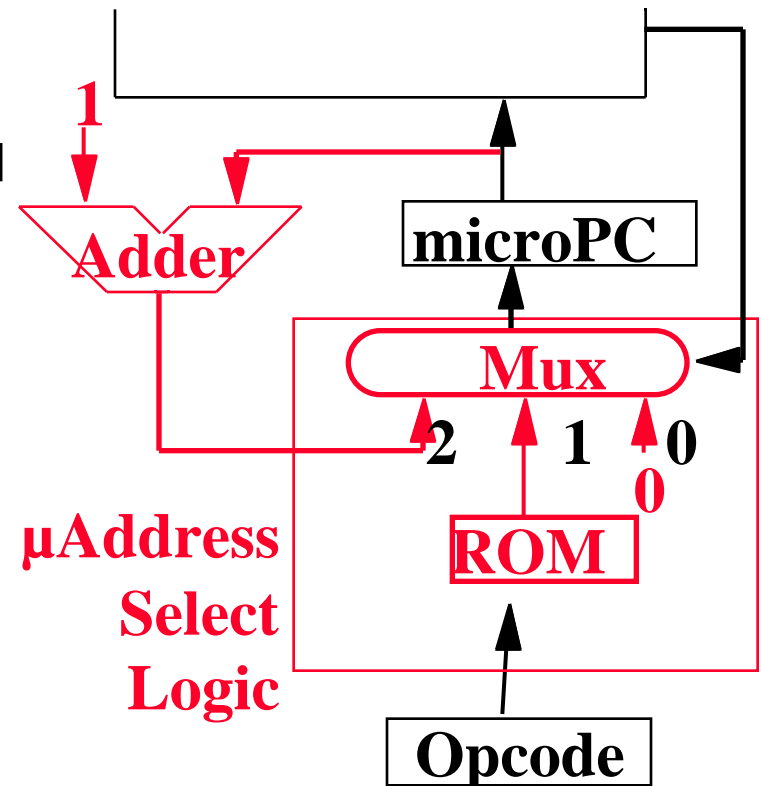 1
microPC
Adder
Mux
2 1 0
0
µAddress
Select
Logic
ROM
Opcode